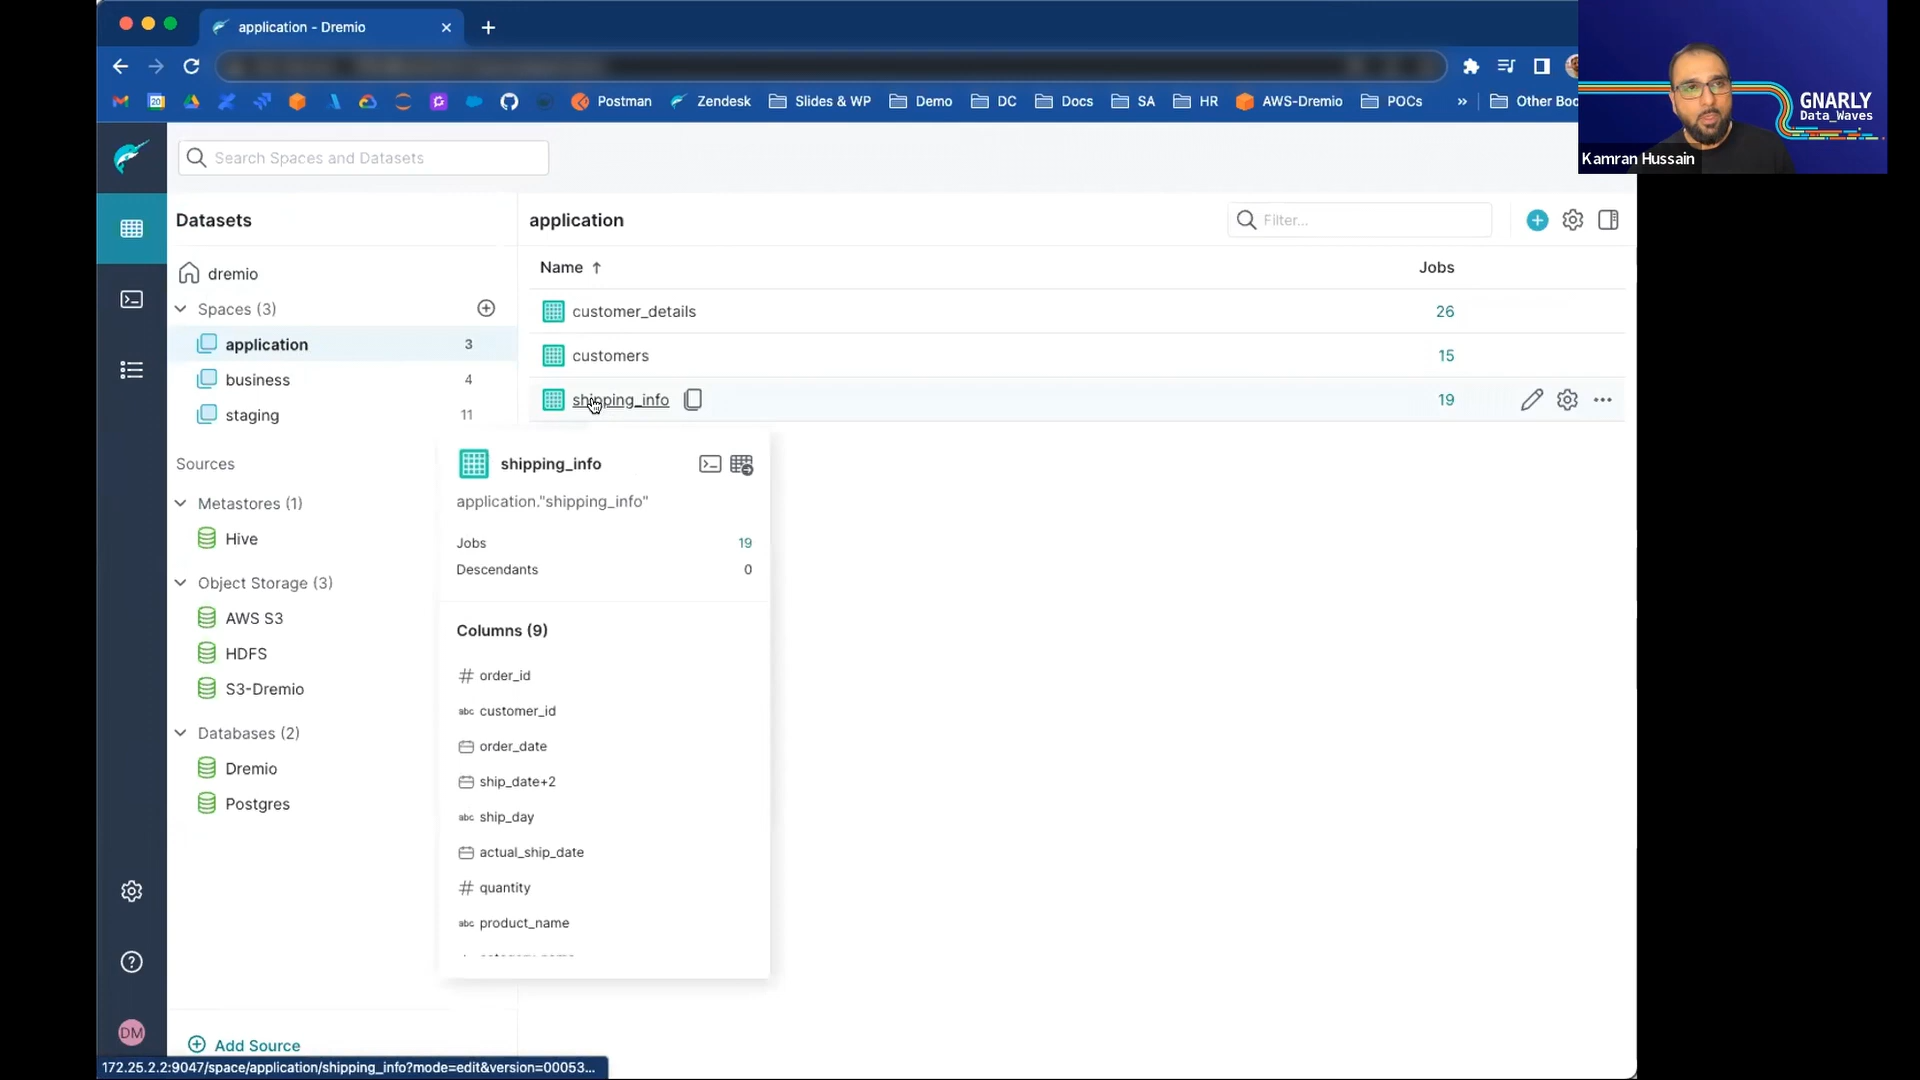 application - Dremio
Postman
Zendesk
Slides & WP
Demo
DC
Docs
SA
HR
AWS-Dremio
POCs
»
Other Boo
GNARLY
Data_Waves
Kamran Hussain
Search Spaces and Datasets
Datasets
dremio
Spaces (3)
application 3
business 4
staging 11
Sources
Metastores (1)
Hive
Object Storage (3)
AWS S3
HDFS
S3-Dremio
Databases (2)
Dremio
Postgres
Add Source
DM
application
Filter...
Name
Jobs
customer_details 26
customers 15
shipping_info 19
shipping_info
application."shipping_info"
Jobs 19
Descendants 0
Columns (9)
# order_id
abc customer_id
order_date
ship_date+2
abc ship_day
actual_ship_date
# quantity
abc product_name
172.25.2.2:9047/space/application/shipping_info?mode=edit&version=00053...